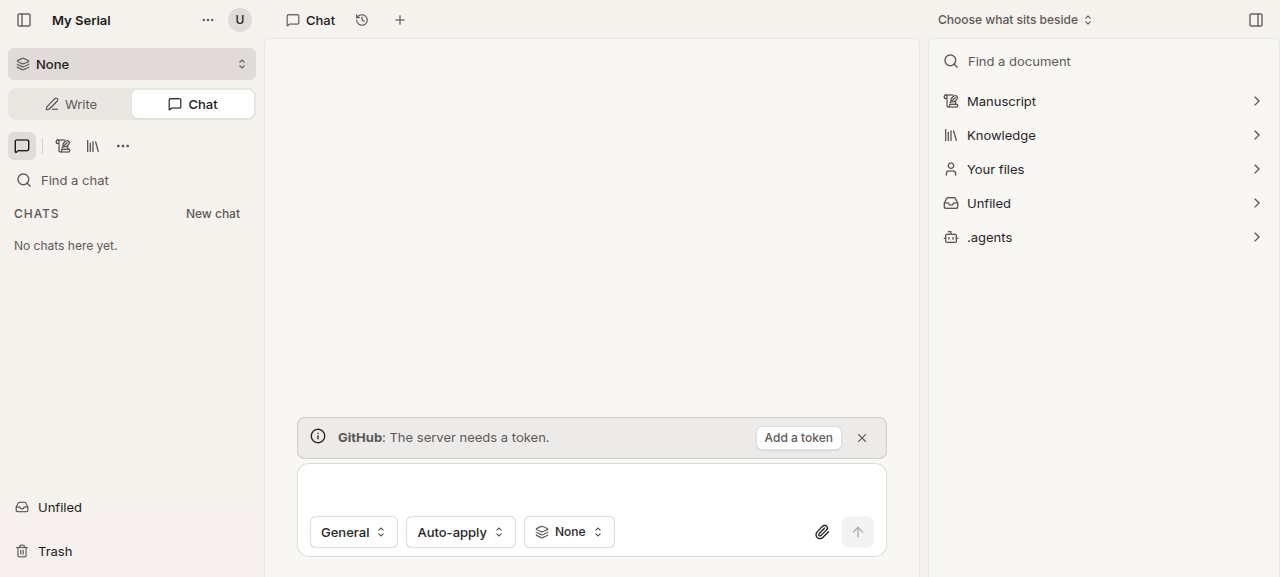 My Serial
U
None
Write
Chat
Find a chat
CHATS
New chat
No chats here yet.
Unfiled
Trash
Chat
GitHub: The server needs a token.
Add a token
General
Auto-apply
None
Choose what sits beside
Find a document
Manuscript
Knowledge
Your files
Unfiled
.agents